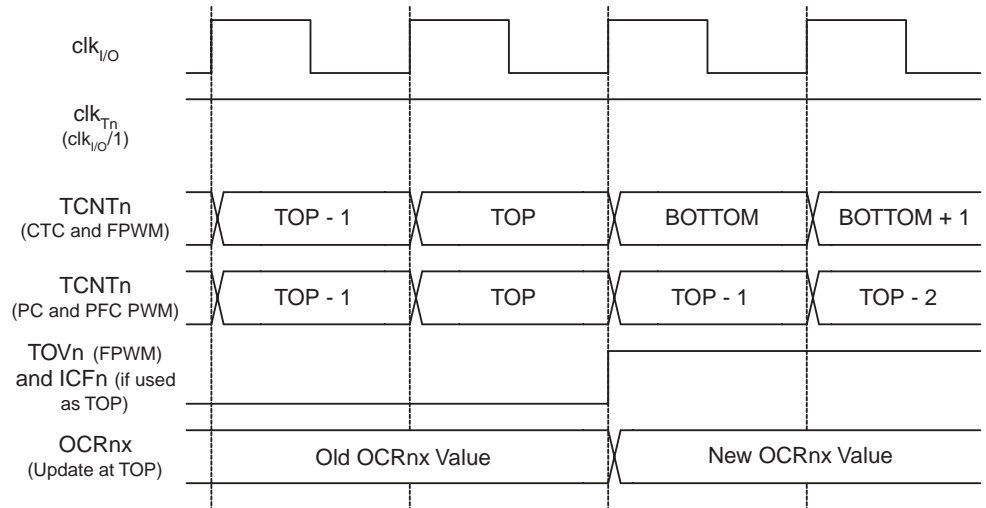 clkI/O
clkTn
(clkI/O/1)
TCNTn
(CTC and FPWM)
TOP - 1
TOP
BOTTOM
BOTTOM + 1
TCNTn
(PC and PFC PWM)
TOP - 1
TOP
TOP - 1
TOP - 2
TOVn (FPWM)
and ICFn (if used
as TOP)
OCRnx
(Update at TOP)
Old OCRnx Value
New OCRnx Value